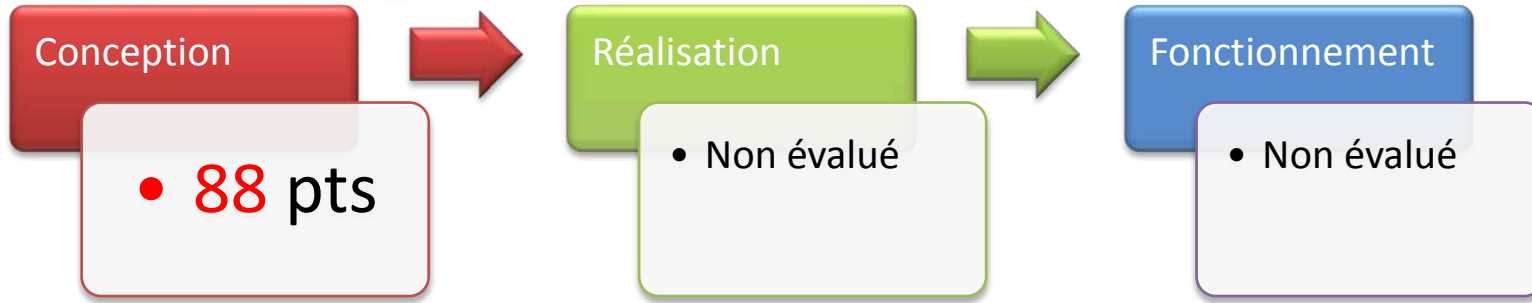 Conception
• 88 pts
Réalisation
• Non évalué
Fonctionnement
• Non évalué